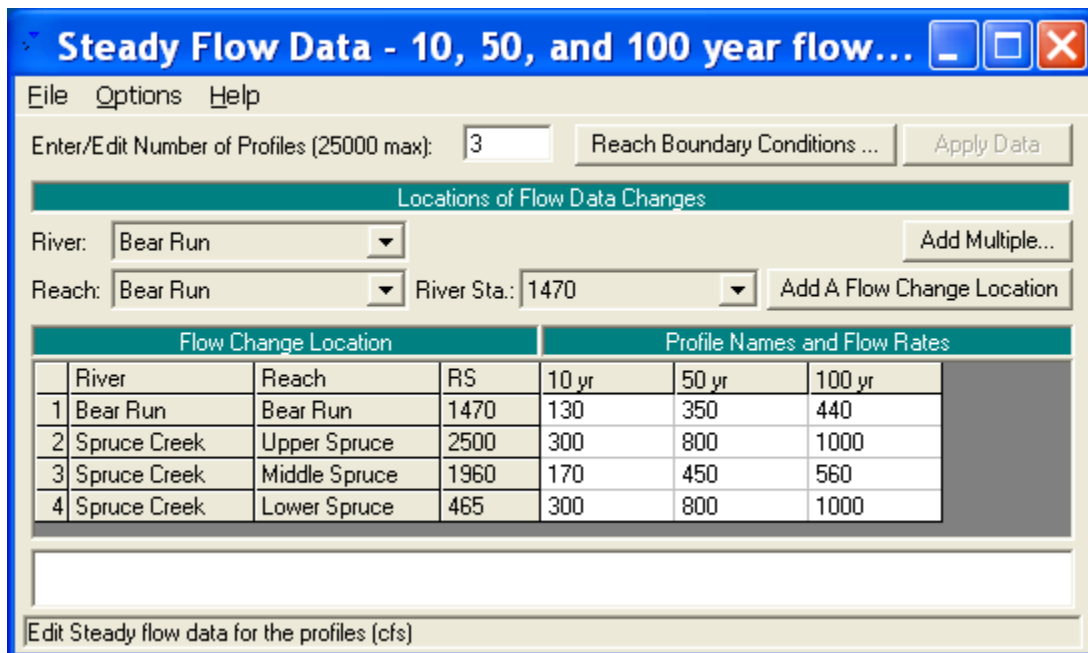 Steady Flow Data - 10, 50, and 100 year flow...
File Options Help
Enter/Edit Number of Profiles (25000 max): 3 Reach Boundary Conditions ... Apply Data
Locations of Flow Data Changes
River: Bear Run Add Multiple...
Reach: Bear Run River Sta.: 1470 Add A Flow Change Location
Flow Change Location Profile Names and Flow Rates
River Reach RS 10 yr 50 yr 100 yr
1 Bear Run Bear Run 1470 130 350 440
2 Spruce Creek Upper Spruce 2500 300 800 1000
3 Spruce Creek Middle Spruce 1960 170 450 560
4 Spruce Creek Lower Spruce 465 300 800 1000
Edit Steady flow data for the profiles (cfs)